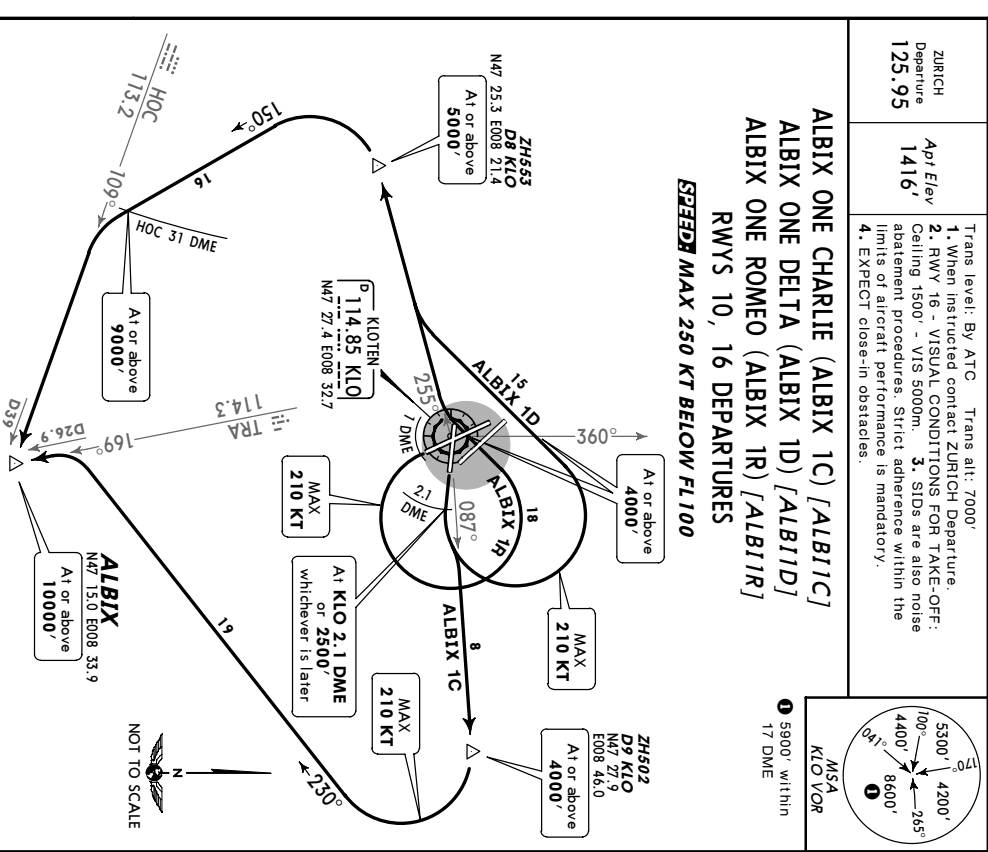 ZURICH
Departure
125.95
Apt Elev
1416'
Trans level: By ATC Trans alt: 7000'
1. When instructed contact ZURICH Departure.
2. RWY 16 - VISUAL CONDITIONS FOR TAKE-OFF:
Ceiling 1500' - VIS 5000m. 3. SIDs are also noise
abatement procedures. Strict adherence within the
limits of aircraft performance is mandatory.
4. EXPECT close-in obstacles.
170°
5300'
4200'
100°
265°
4400'
041°
8600'
1
MSA
KLO VOR
1 5900' within
17 DME
ALBIX ONE CHARLIE (ALBIX 1C) [ALBI1C]
ALBIX ONE DELTA (ALBIX 1D) [ALBI1D]
ALBIX ONE ROMEO (ALBIX 1R) [ALBI1R]
RWYS 10, 16 DEPARTURES
SPEED: MAX 250 KT BELOW FL100
ZH553
D8 KLO
N47 25.3 E008 21.4
At or above
5000'
At or above
4000'
360°
MAX
210 KT
15
ALBIX 1D
18
ALBIX 1R
KLOTEN
D
114.85 KLO
N47 27.4 E008 32.7
255°
1 DME
087°
2.1
DME
8
ALBIX 1C
ZH502
D9 KLO
N47 27.9
E008 46.0
At or above
4000'
MAX
210 KT
At KLO 2.1 DME
or 2500'
whichever is later
MAX
210 KT
150°
16
HOC
113.2
109°
HOC 31 DME
At or above
9000'
TRA
114.3
169°
D26.9
D39
230°
19
ALBIX
N47 15.0 E008 33.9
At or above
10000'
N
NOT TO SCALE